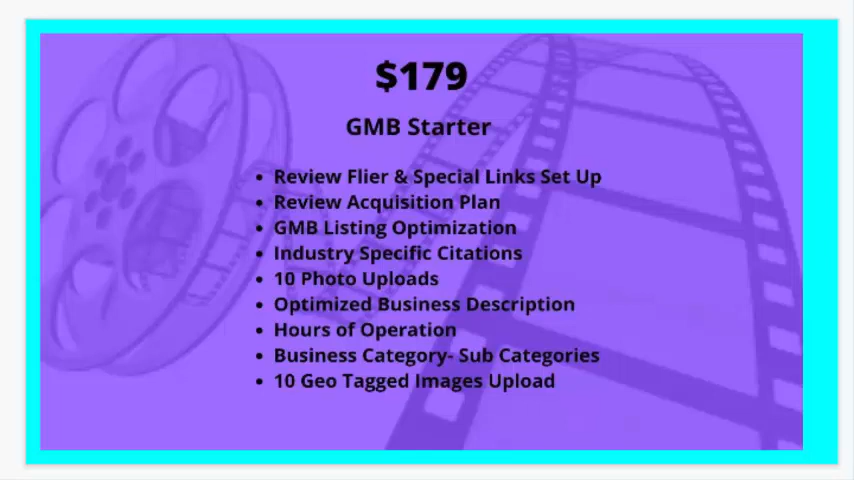 $179
GMB Starter
• Review Flier & Special Links Set Up
• Review Acquisition Plan
• GMB Listing Optimization
• Industry Specific Citations
• 10 Photo Uploads
• Optimized Business Description
• Hours of Operation
• Business Category- Sub Categories
• 10 Geo Tagged Images Upload